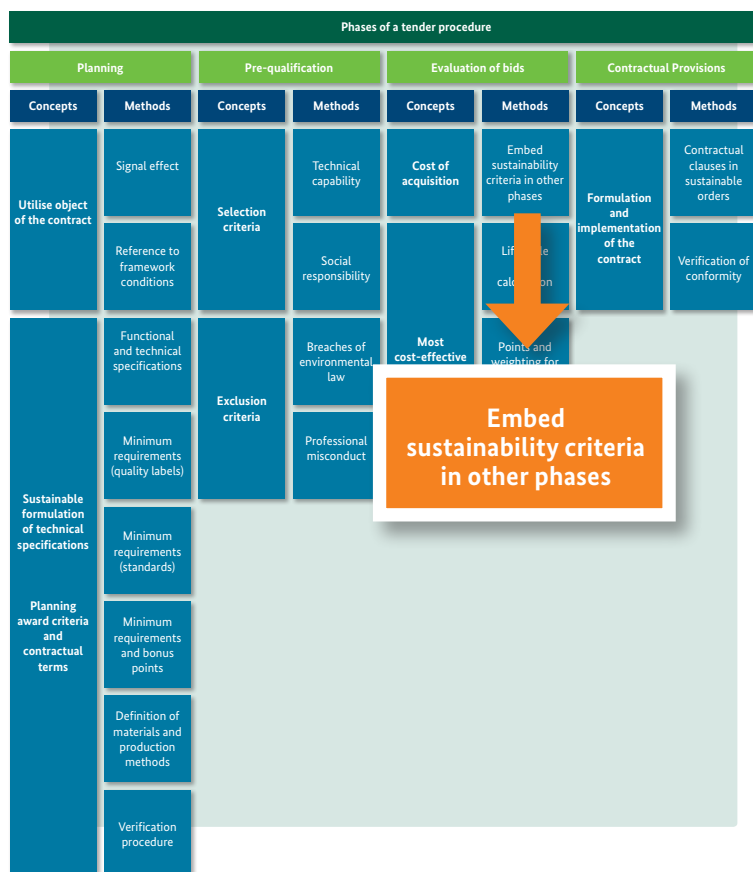 Phases of a tender procedure
Planning
Pre-qualification
Evaluation of bids
Contractual Provisions
Concepts
Methods
Concepts
Methods
Concepts
Methods
Concepts
Methods
Utilise object
of the contract
Signal effect
Reference to
framework
conditions
Sustainable
formulation
of technical
specifications
Planning
award criteria
and
contractual
terms
Functional
and technical
specifications
Minimum
requirements
(quality labels)
Minimum
requirements
(standards)
Minimum
requirements
and bonus
points
Definition of
materials and
production
methods
Verification
procedure
Selection
criteria
Technical
capability
Social
responsibility
Exclusion
criteria
Breaches of
environmental
law
Professional
misconduct
Cost of
acquisition
Embed
sustainability
criteria in other
phases
Most
cost-effective
Points and
weighting for
Formulation
and
implementation
of the
contract
Contractual
clauses in
sustainable
orders
Verification of
conformity
Embed
sustainability criteria
in other phases